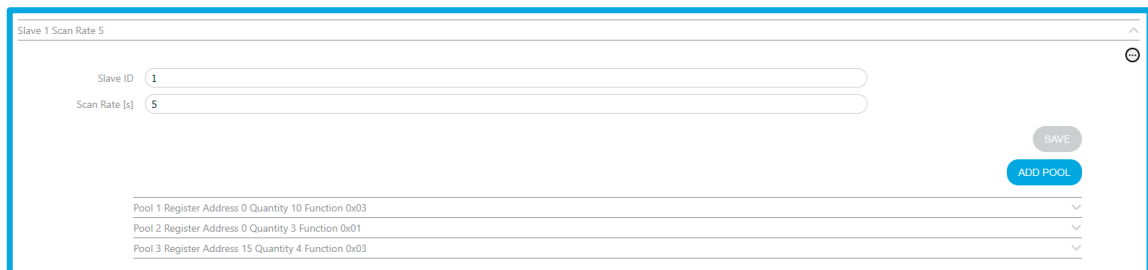 Slave 1 Scan Rate 5
Slave ID 1
Scan Rate [s] 5
SAVE
ADD POOL
Pool 1 Register Address 0 Quantity 10 Function 0x03
Pool 2 Register Address 0 Quantity 3 Function 0x01
Pool 3 Register Address 15 Quantity 4 Function 0x03